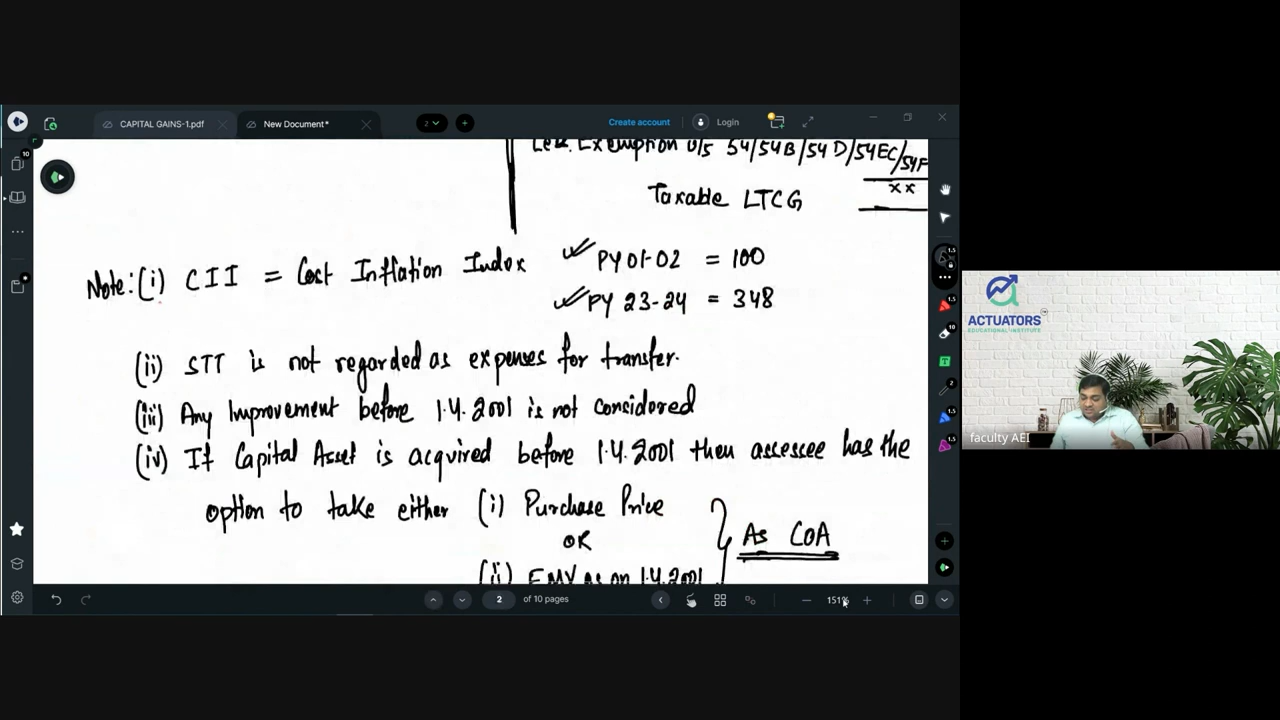 CAPITAL GAINS-1.pdf
New Document*
2
Create account
Login
Less. Exemption U/S 54/54B/54D/54EC/54F
xx
Taxable LTCG
Note: (i) CII = Cost Inflation Index
PY 01-02 = 100
PY 23-24 = 348
(ii) STT is not regarded as expenses for transfer.
(iii) Any Improvement before 1.4.2001 is not considered
(iv) If Capital Asset is acquired before 1.4.2001 then assessee has the
option to take either (i) Purchase Price
OR
As COA
(ii) FMV as on 1.4.2001
2 of 10 pages
151%
ACTUATORS
EDUCATIONAL INSTITUTE
faculty AEI